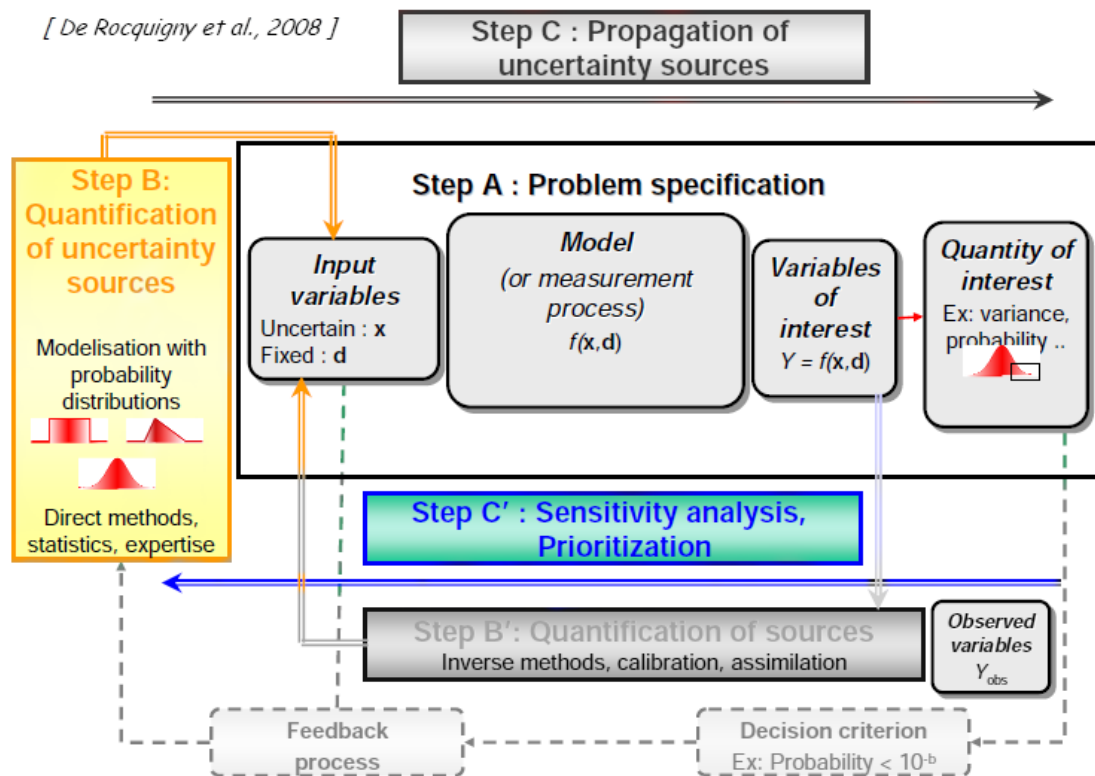 [ De Rocquigny et al., 2008 ]
Step C : Propagation of
uncertainty sources
Step B:
Quantification
of uncertainty
sources
Modelisation with
probability
distributions
Direct methods,
statistics, expertise
Step A : Problem specification
Input
variables
Uncertain : x
Fixed : d
Model
(or measurement
process)
f(x,d)
Variables
of
interest
Y = f(x,d)
Quantity of
interest
Ex: variance,
probability ..
Step C' : Sensitivity analysis,
Prioritization
Step B': Quantification of sources
Inverse methods, calibration, assimilation
Observed
variables
Yobs
Feedback
process
Decision criterion
Ex: Probability < 10-b